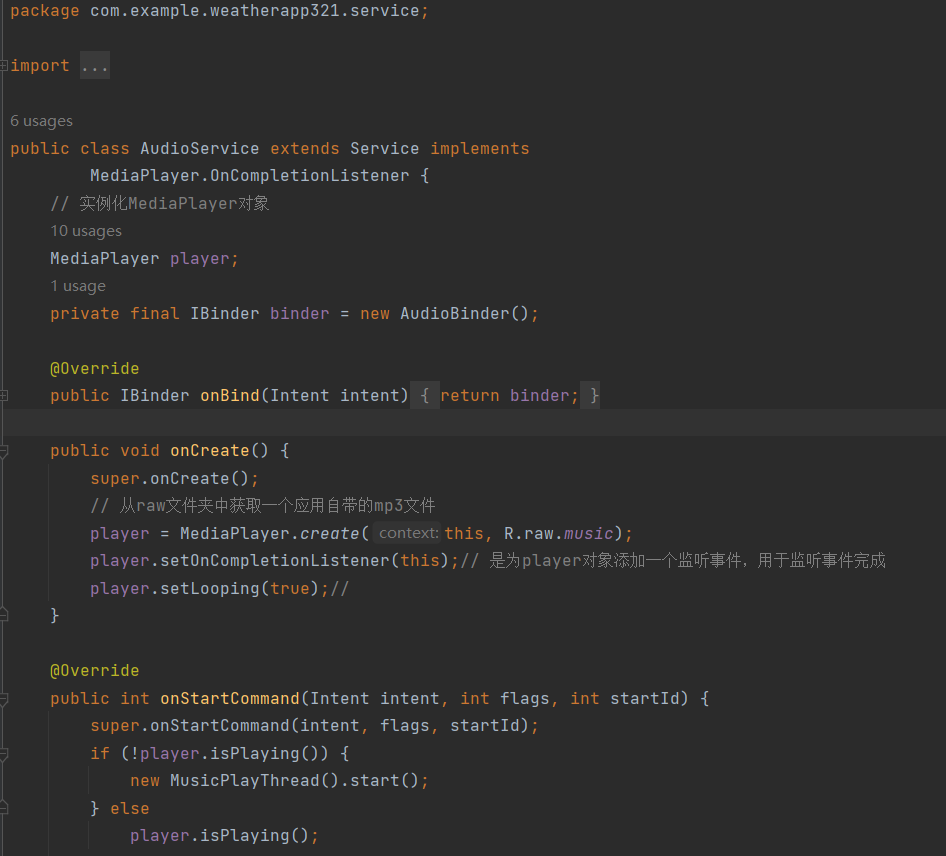 package com.example.weatherapp321.service;
import ...
6 usages
public class AudioService extends Service implements
MediaPlayer.OnCompletionListener {
// 实例化MediaPlayer对象
10 usages
MediaPlayer player;
1 usage
private final IBinder binder = new AudioBinder();
@Override
public IBinder onBind(Intent intent) { return binder; }
public void onCreate() {
super.onCreate();
// 从raw文件夹中获取一个应用自带的mp3文件
player = MediaPlayer.create( context: this, R.raw.music);
player.setOnCompletionListener(this);// 是为player对象添加一个监听事件，用于监听事件完成
player.setLooping(true);//
}
@Override
public int onStartCommand(Intent intent, int flags, int startId) {
super.onStartCommand(intent, flags, startId);
if (!player.isPlaying()) {
new MusicPlayThread().start();
} else
player.isPlaying();